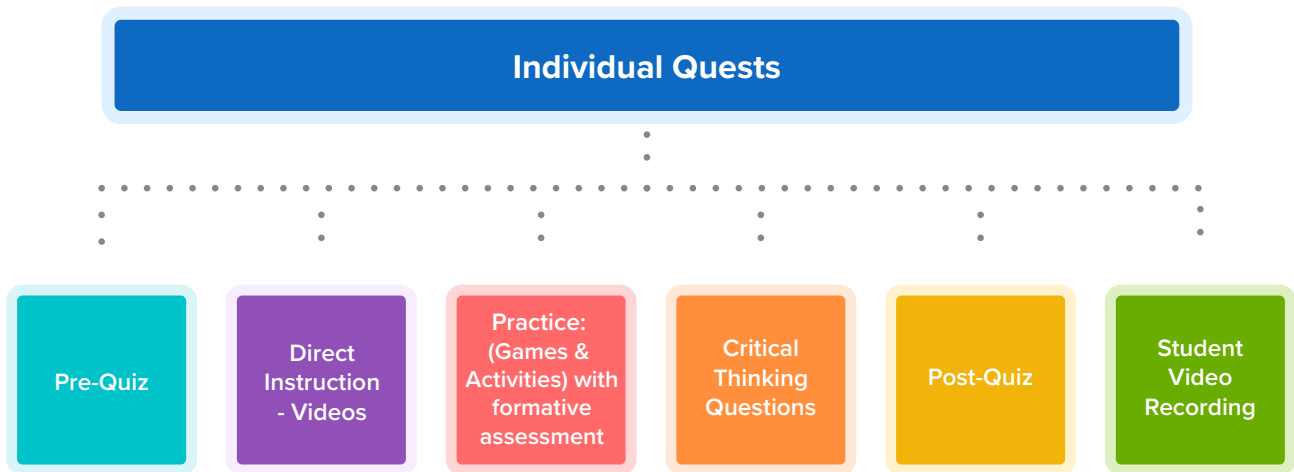 Individual Quests
Pre-Quiz
Direct
Instruction
- Videos
Practice:
(Games &
Activities) with
formative
assessment
Critical
Thinking
Questions
Post-Quiz
Student
Video
Recording